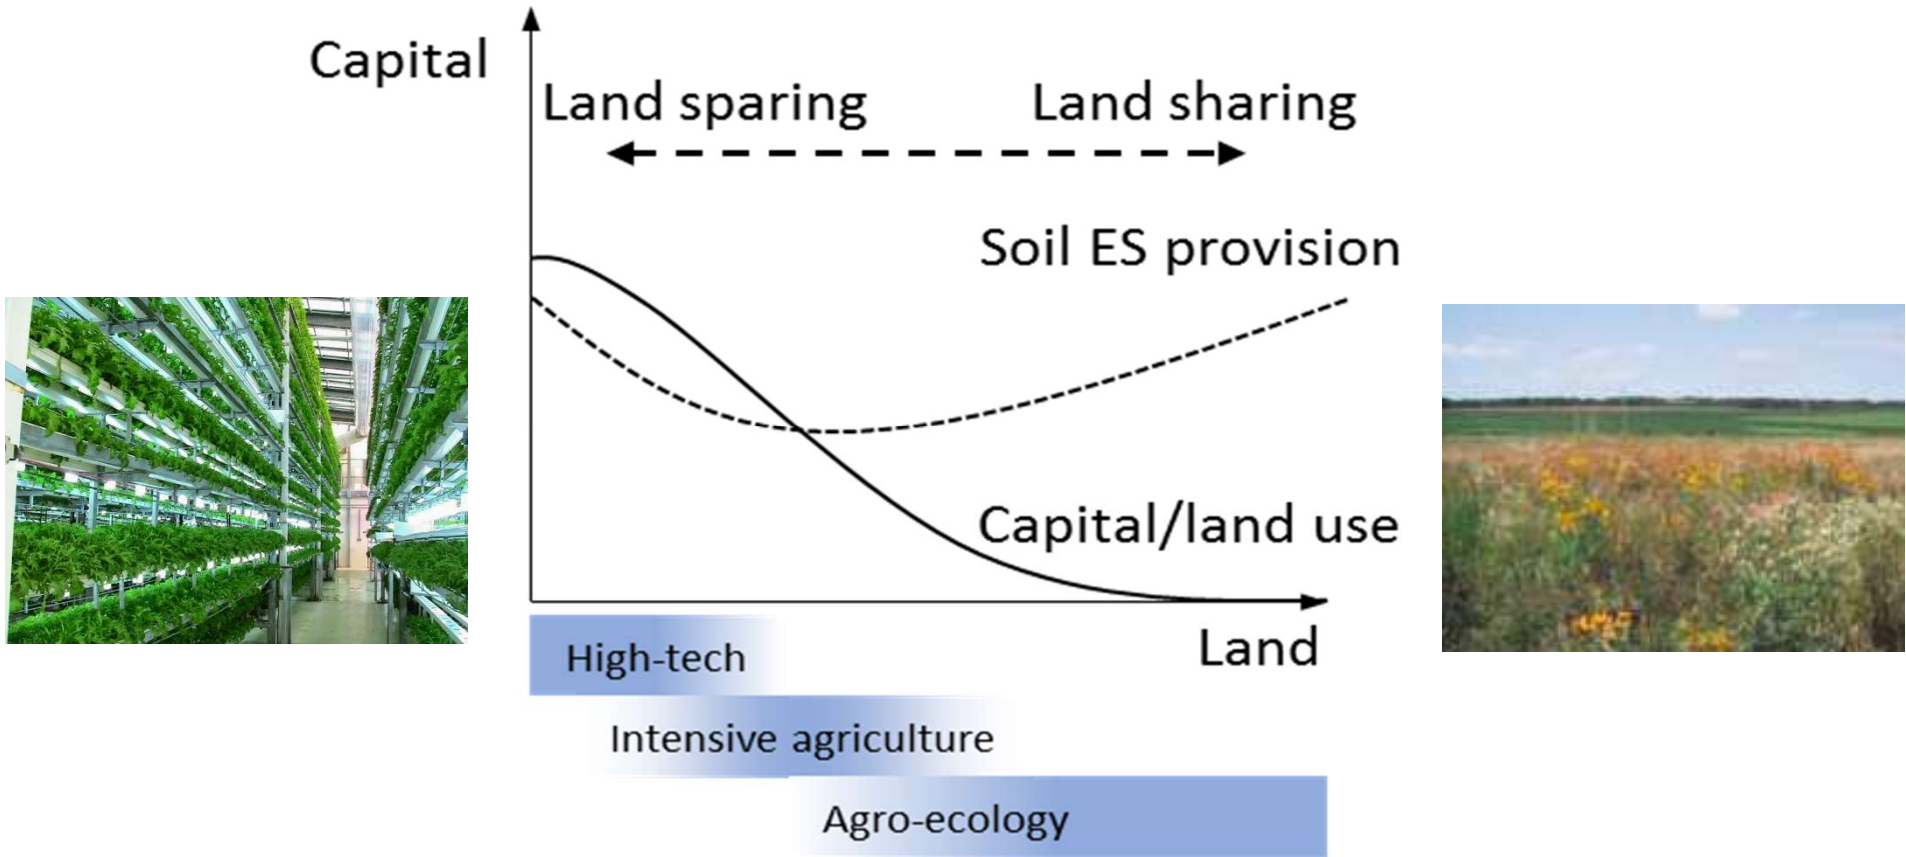 Capital
Land sparing
Land sharing
Soil ES provision
Capital/land use
Land
High-tech
Intensive agriculture
Agro-ecology